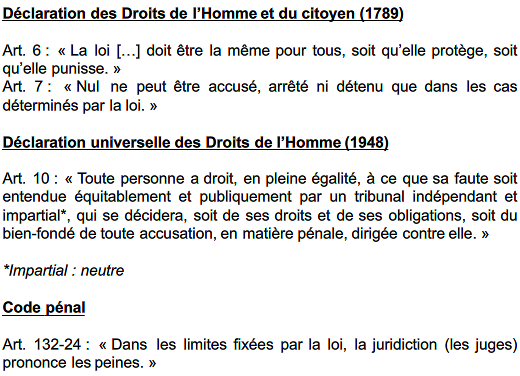 Déclaration des Droits de l’Homme et du citoyen (1789)
Art. 6 : « La loi […] doit être la même pour tous, soit qu’elle protège, soit
qu’elle punisse. »
Art. 7 : « Nul ne peut être accusé, arrêté ni détenu que dans les cas
déterminés par la loi. »
Déclaration universelle des Droits de l’Homme (1948)
Art. 10 : « Toute personne a droit, en pleine égalité, à ce que sa faute soit
entendue équitablement et publiquement par un tribunal indépendant et
impartial*, qui se décidera, soit de ses droits et de ses obligations, soit du
bien-fondé de toute accusation, en matière pénale, dirigée contre elle. »
*Impartial : neutre
Code pénal
Art. 132-24 : « Dans les limites fixées par la loi, la juridiction (les juges)
prononce les peines. »